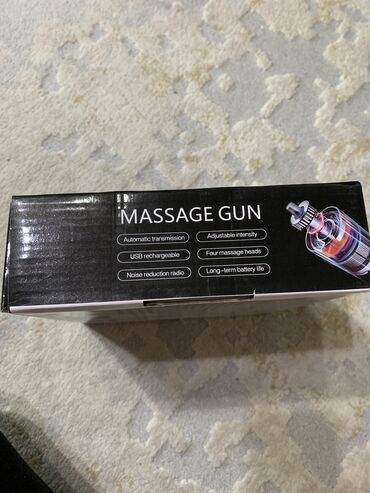 MASSAGE GUN
Automatic transmission
Adjustable intensity
USB rechargeable
Four massage heads
Noise reduction radio
Long-term battery life